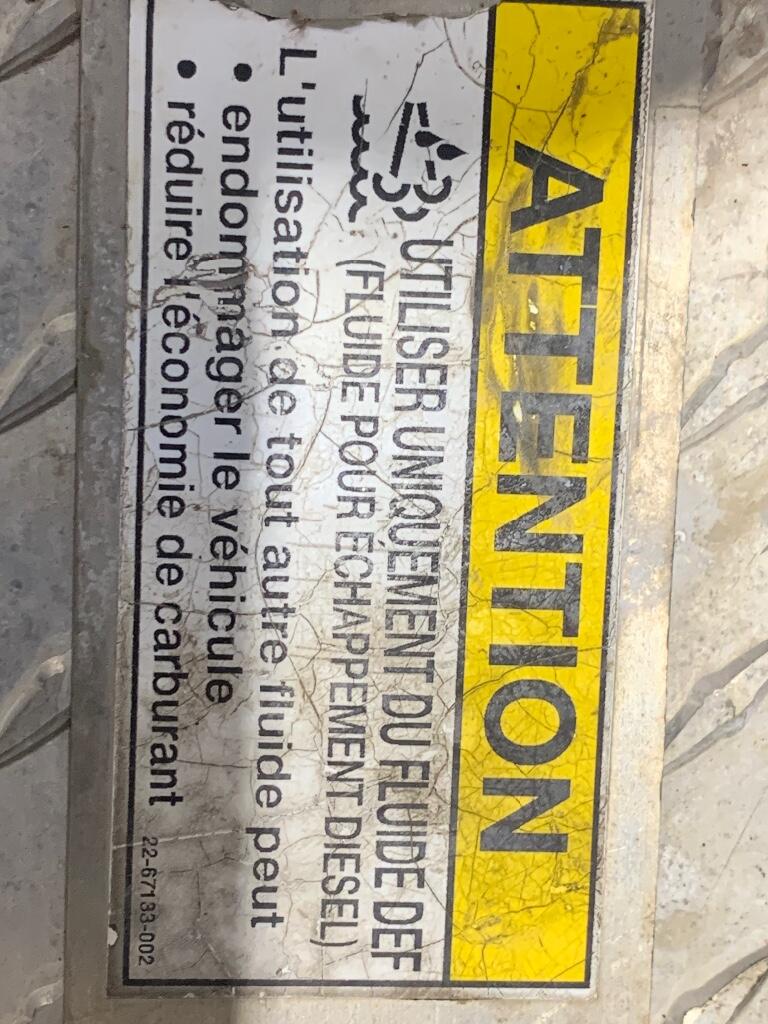 ATTENTION
UTILISER UNIQUEMENT DU FLUIDE DEF
(FLUIDE POUR ÉCHAPPEMENT DIESEL)
L'utilisation de tout autre fluide peut
• endommager le véhicule
• réduire l'économie de carburant
22-67133-002